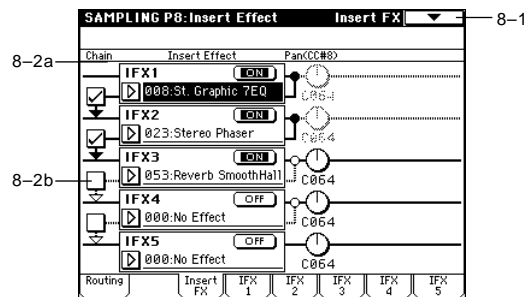 SAMPLING P8:Insert Effect Insert FX 8–1
Chain Insert Effect Pan(CC#8)
8–2a
IFX1 ON
008:St. Graphic 7EQ
C064
IFX2 ON
023:Stereo Phaser
C064
IFX3 ON
8–2b
053:Reverb SmoothHall
C064
IFX4 OFF
000:No Effect
C064
IFX5 OFF
000:No Effect
C064
Routing Insert FX IFX 1 IFX 2 IFX 3 IFX 4 IFX 5